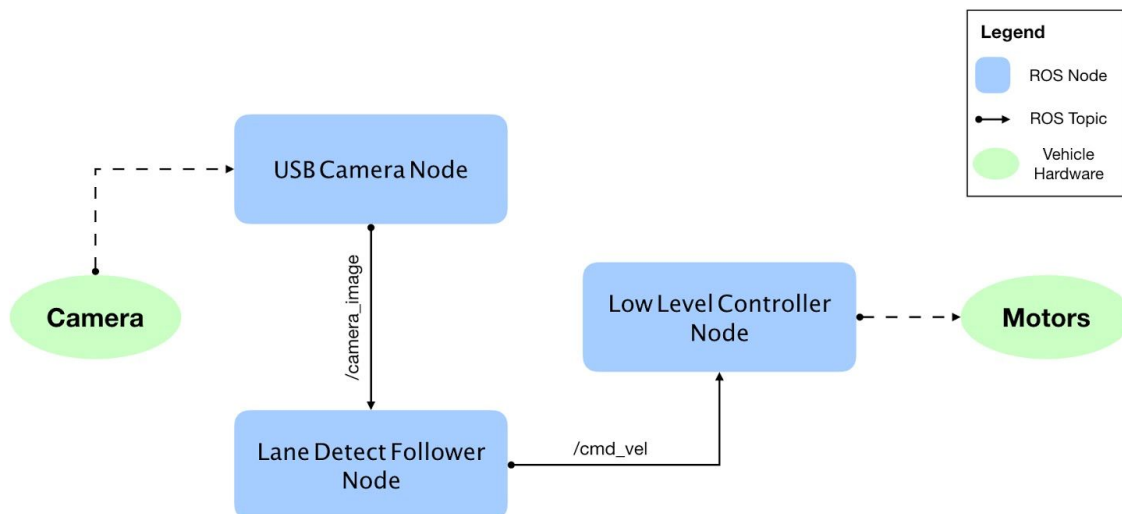 Legend
ROS Node
ROS Topic
Vehicle
Hardware
USB Camera Node
Camera
/camera_image
Low Level Controller
Node
Motors
Lane Detect Follower
Node
/cmd_vel